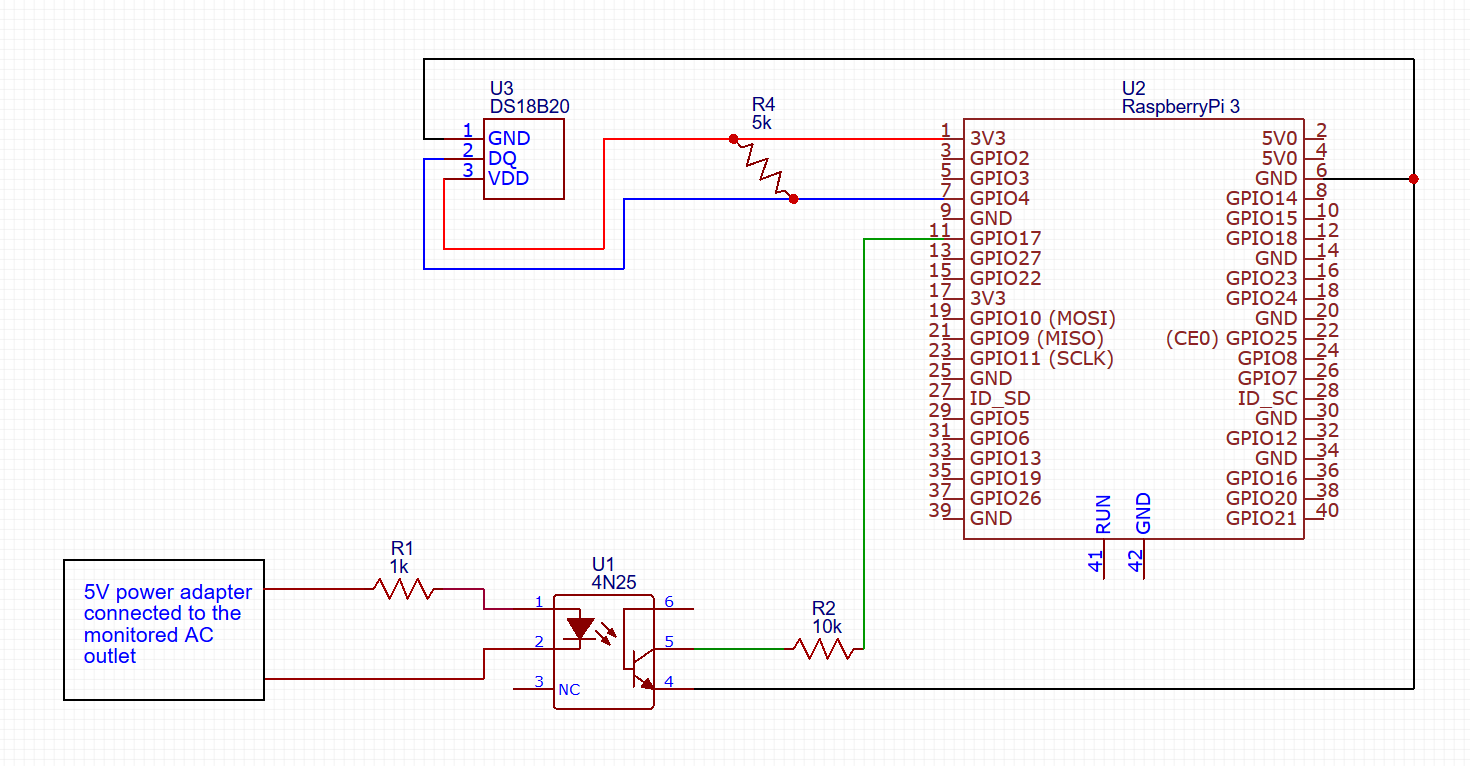 U3
DS18B20
1 GND
2 DQ
3 VDD
R4
5k
U2
RaspberryPi 3
1 3V3 5V0 2
3 GPIO2 5V0 4
5 GPIO3 GND 6
7 GPIO4 GPIO14 8
9 GND GPIO15 10
11 GPIO17 GPIO18 12
13 GPIO27 GND 14
15 GPIO22 GPIO23 16
17 3V3 GPIO24 18
19 GPIO10 (MOSI) GND 20
21 GPIO9 (MISO) (CE0) GPIO25 22
23 GPIO11 (SCLK) GPIO8 24
25 GND GPIO7 26
27 ID_SD ID_SC 28
29 GPIO5 GND 30
31 GPIO6 GPIO12 32
33 GPIO13 GND 34
35 GPIO19 GPIO16 36
37 GPIO26 GPIO20 38
39 GND GPIO21 40
41 RUN
42 GND
5V power adapter
connected to the
monitored AC
outlet
R1
1k
U1
4N25
1 6
2 5
3 NC 4
R2
10k